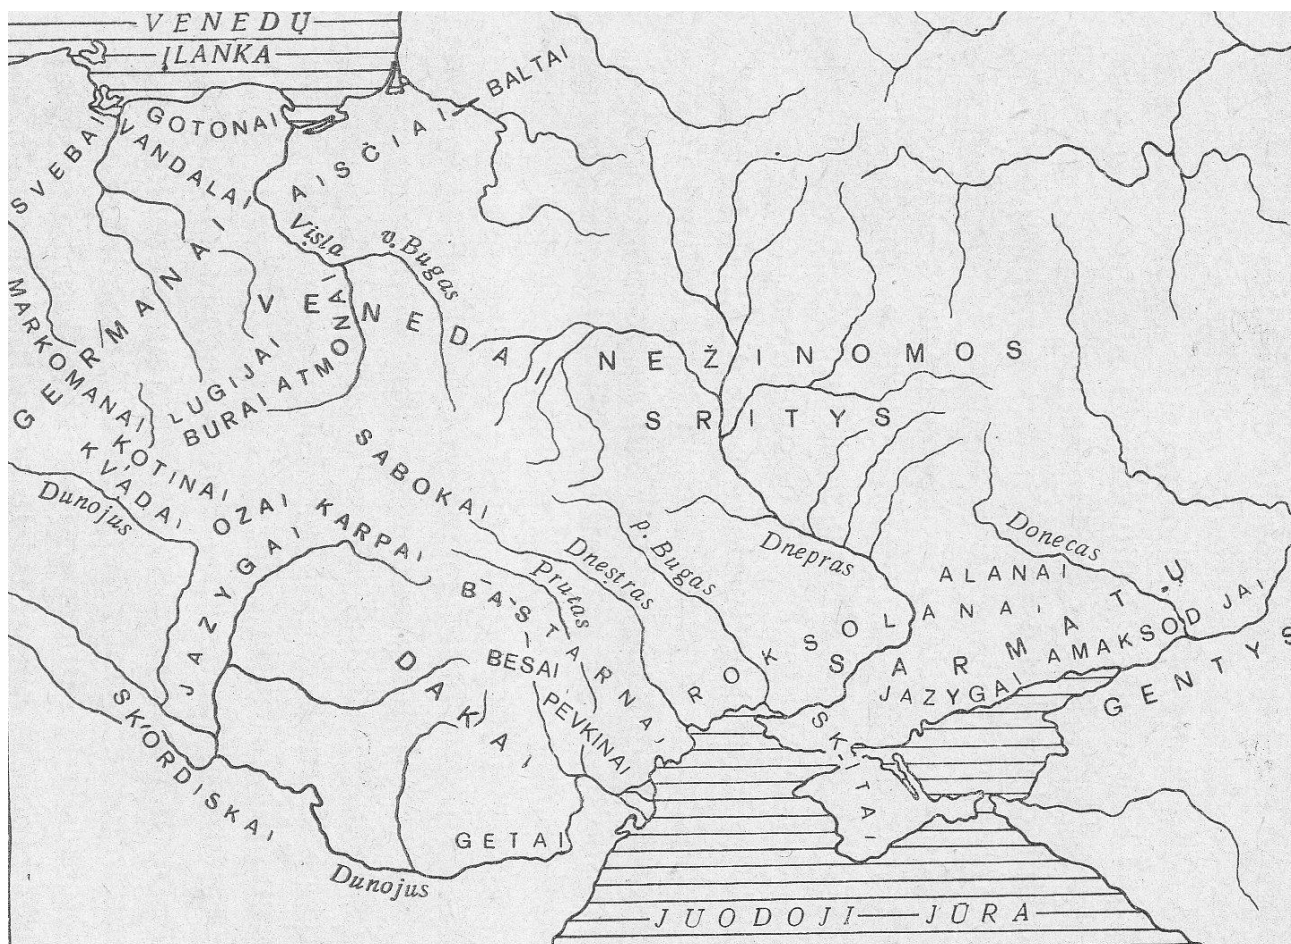 VENEDŲ
ĮLANKA
BALTAI
GOTONAI
AISČIAI
VANDALAI
SVEBAI
Visla
v. Bugas
GERMANAI
MARKOMANAI
VENEDAI
NEŽINOMOS
SRITYS
LUGIJAI
BURAI
ATMONAI
KOTINAI
KVADAI
OZAI
SABOKAI
KARPAI
Dunojus
JAZYGAI
Dnestras
Prutas
p. Bugas
Dnepras
Donecas
ALANAI
BASTARNAI
BESAI
PEVKINAI
DAKAI
ROKSOLANAI
SARMATŲ
GENTYS
JAZYGAI
AMAKSODJAI
SKITAI
SKORDISKAI
GETAI
Dunojus
JUODOJI JŪRA